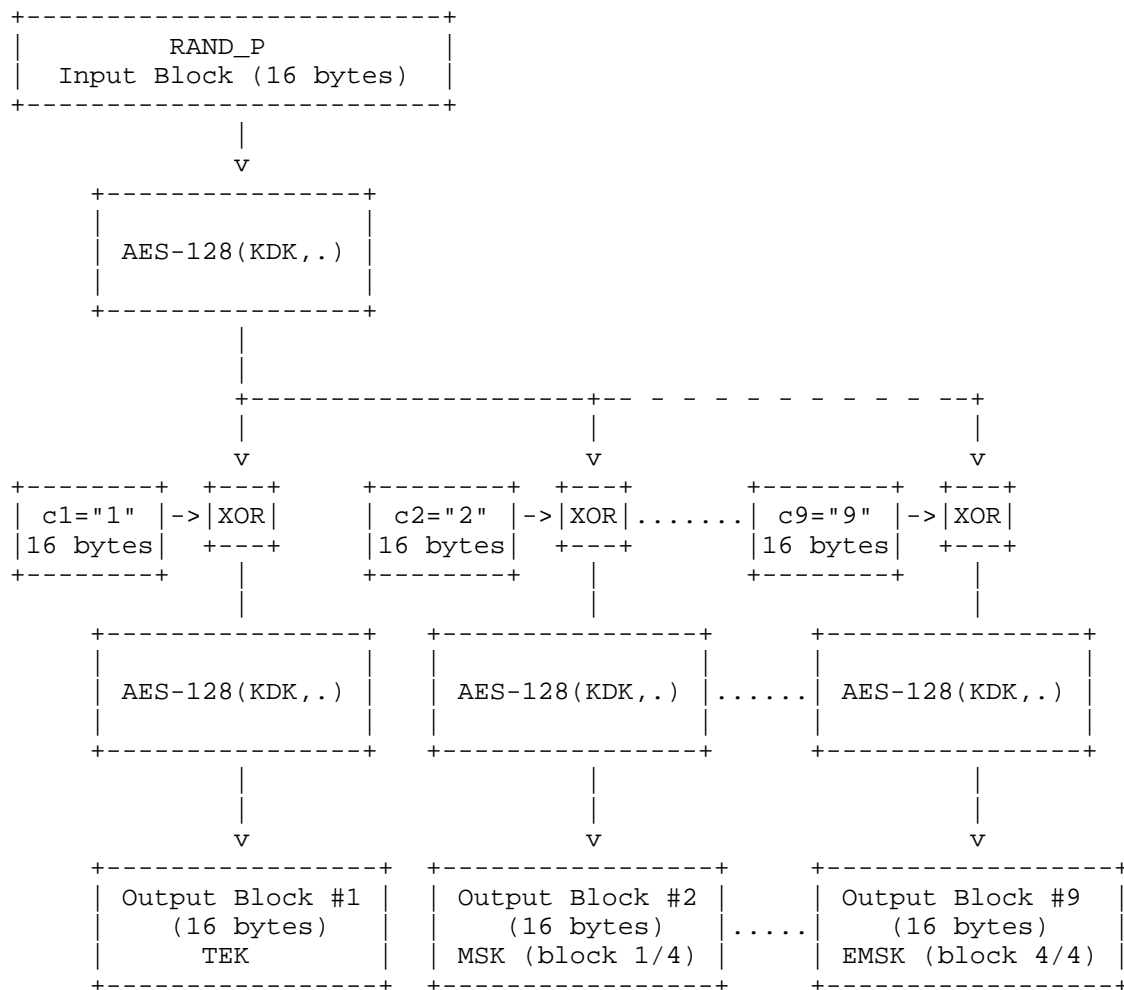 RAND_P
Input Block (16 bytes)
AES-128(KDK,.)
c1="1" ->|XOR| c2="2" ->|XOR|.......| c9="9" ->|XOR|
16 bytes 16 bytes 16 bytes
AES-128(KDK,.) AES-128(KDK,.) ...... AES-128(KDK,.)
Output Block #1 Output Block #2 Output Block #9
(16 bytes) (16 bytes) ..... (16 bytes)
TEK MSK (block 1/4) EMSK (block 4/4)